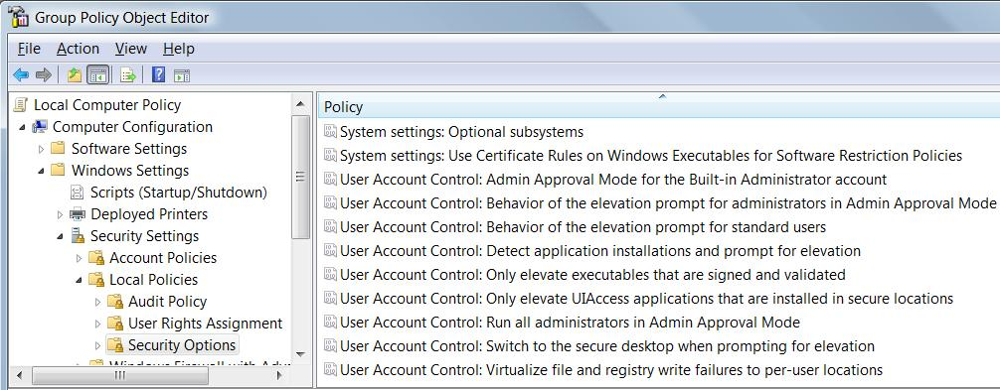 Group Policy Object Editor
File Action View Help
Local Computer Policy
Computer Configuration
Software Settings
Windows Settings
Scripts (Startup/Shutdown)
Deployed Printers
Security Settings
Account Policies
Local Policies
Audit Policy
User Rights Assignment
Security Options
Policy
System settings: Optional subsystems
System settings: Use Certificate Rules on Windows Executables for Software Restriction Policies
User Account Control: Admin Approval Mode for the Built-in Administrator account
User Account Control: Behavior of the elevation prompt for administrators in Admin Approval Mode
User Account Control: Behavior of the elevation prompt for standard users
User Account Control: Detect application installations and prompt for elevation
User Account Control: Only elevate executables that are signed and validated
User Account Control: Only elevate UIAccess applications that are installed in secure locations
User Account Control: Run all administrators in Admin Approval Mode
User Account Control: Switch to the secure desktop when prompting for elevation
User Account Control: Virtualize file and registry write failures to per-user locations